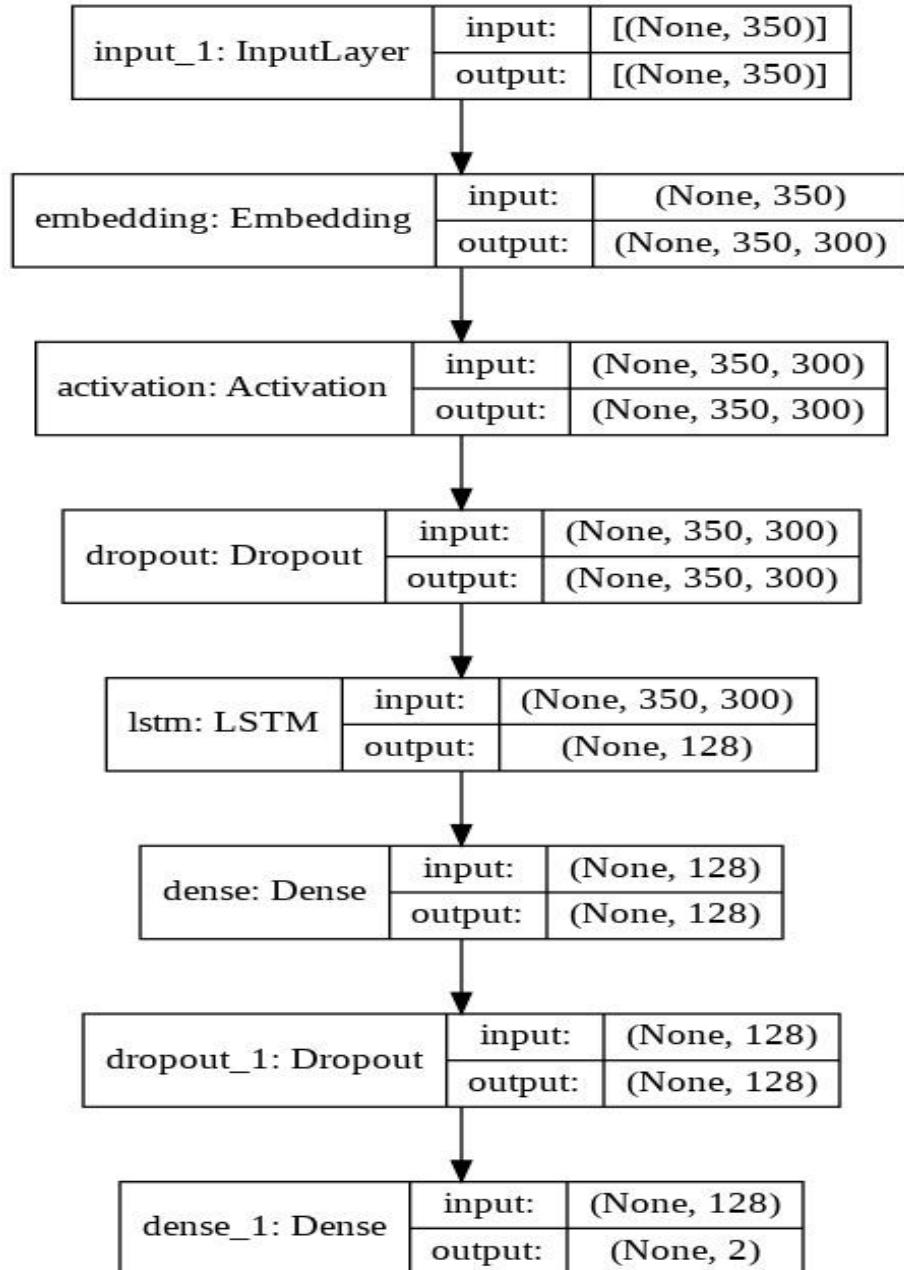 input_1: InputLayer
input: [(None, 350)]
output: [(None, 350)]
embedding: Embedding
input: (None, 350)
output: (None, 350, 300)
activation: Activation
input: (None, 350, 300)
output: (None, 350, 300)
dropout: Dropout
input: (None, 350, 300)
output: (None, 350, 300)
lstm: LSTM
input: (None, 350, 300)
output: (None, 128)
dense: Dense
input: (None, 128)
output: (None, 128)
dropout_1: Dropout
input: (None, 128)
output: (None, 128)
dense_1: Dense
input: (None, 128)
output: (None, 2)